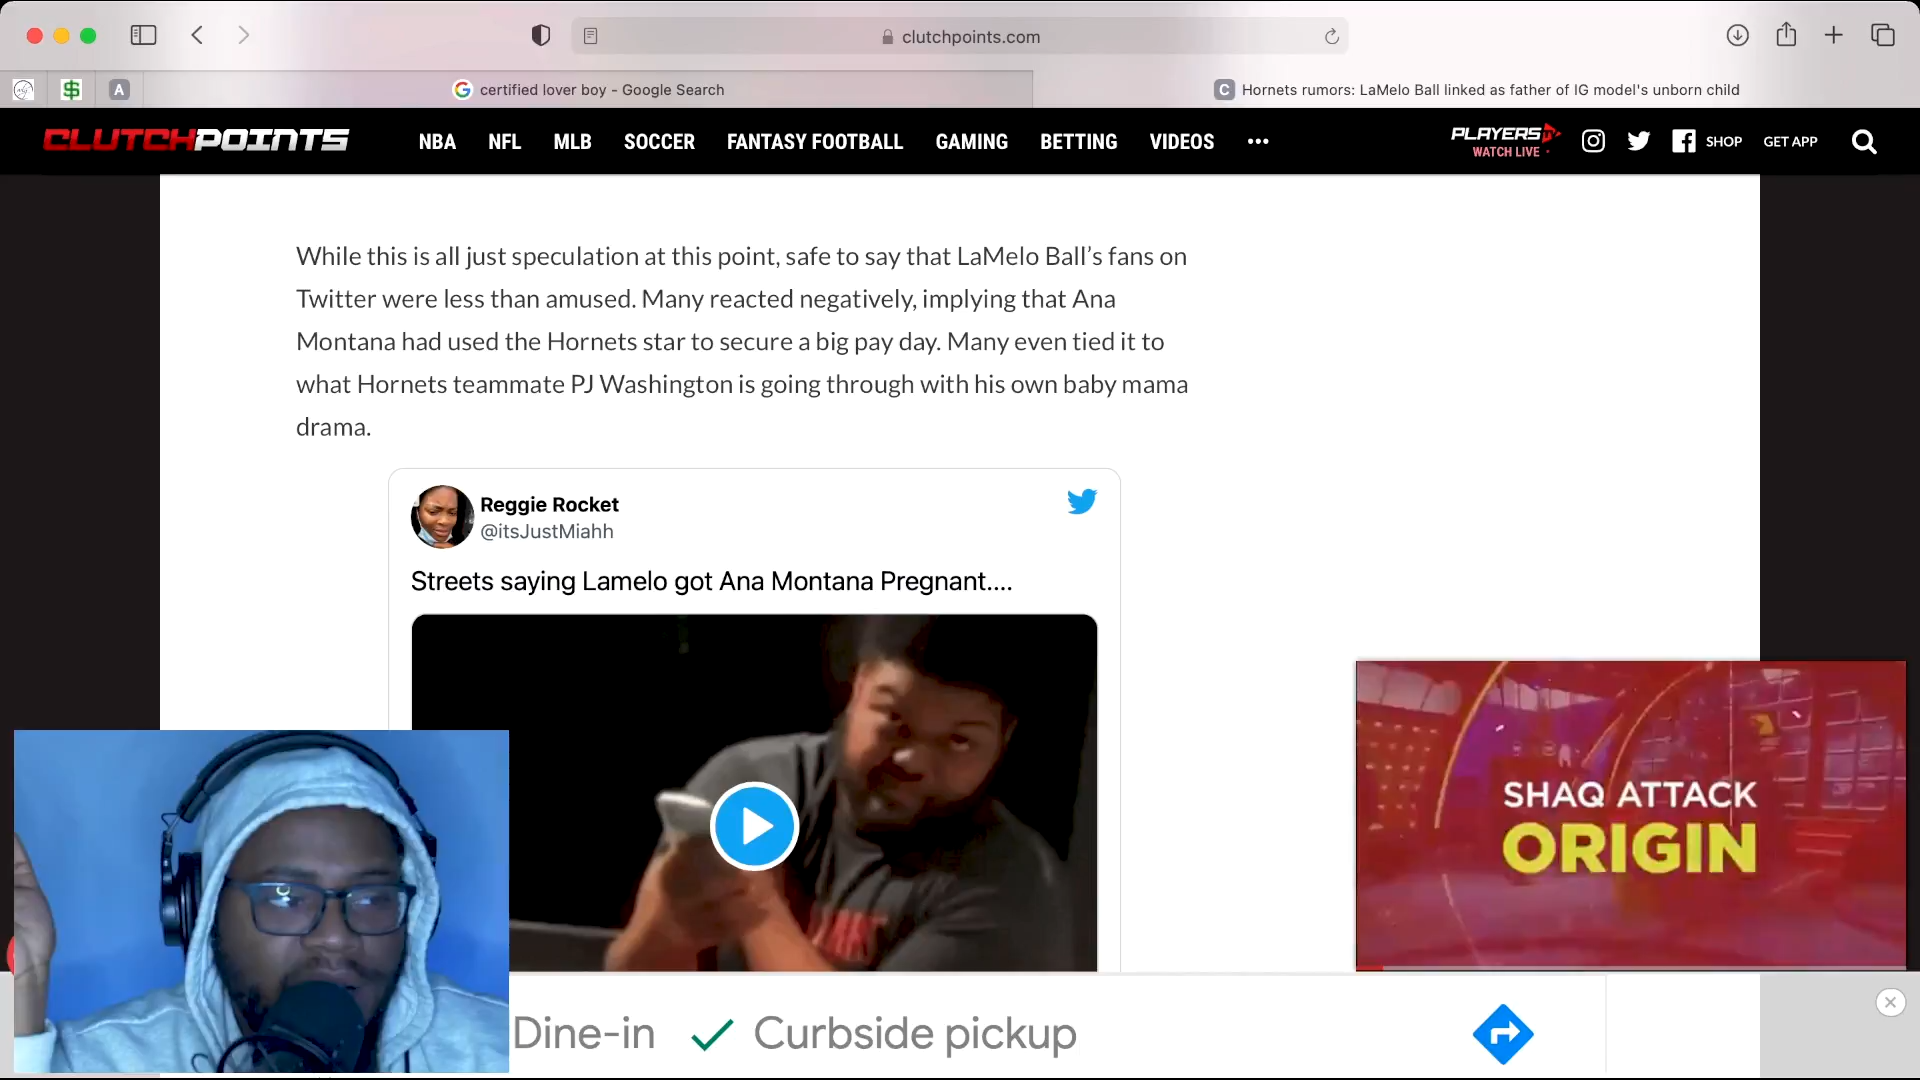 clutchpoints.com
A
certified lover boy - Google Search
C Hornets rumors: LaMelo Ball linked as father of IG model's unborn child
CLUTCHPOINTS
NBA NFL MLB SOCCER FANTASY FOOTBALL GAMING BETTING VIDEOS •••
PLAYERSTV
WATCH LIVE
SHOP GET APP
While this is all just speculation at this point, safe to say that LaMelo Ball’s fans on
Twitter were less than amused. Many reacted negatively, implying that Ana
Montana had used the Hornets star to secure a big pay day. Many even tied it to
what Hornets teammate PJ Washington is going through with his own baby mama
drama.
Reggie Rocket
@itsJustMiahh
Streets saying Lamelo got Ana Montana Pregnant....
SHAQ ATTACK
ORIGIN
Dine-in Curbside pickup